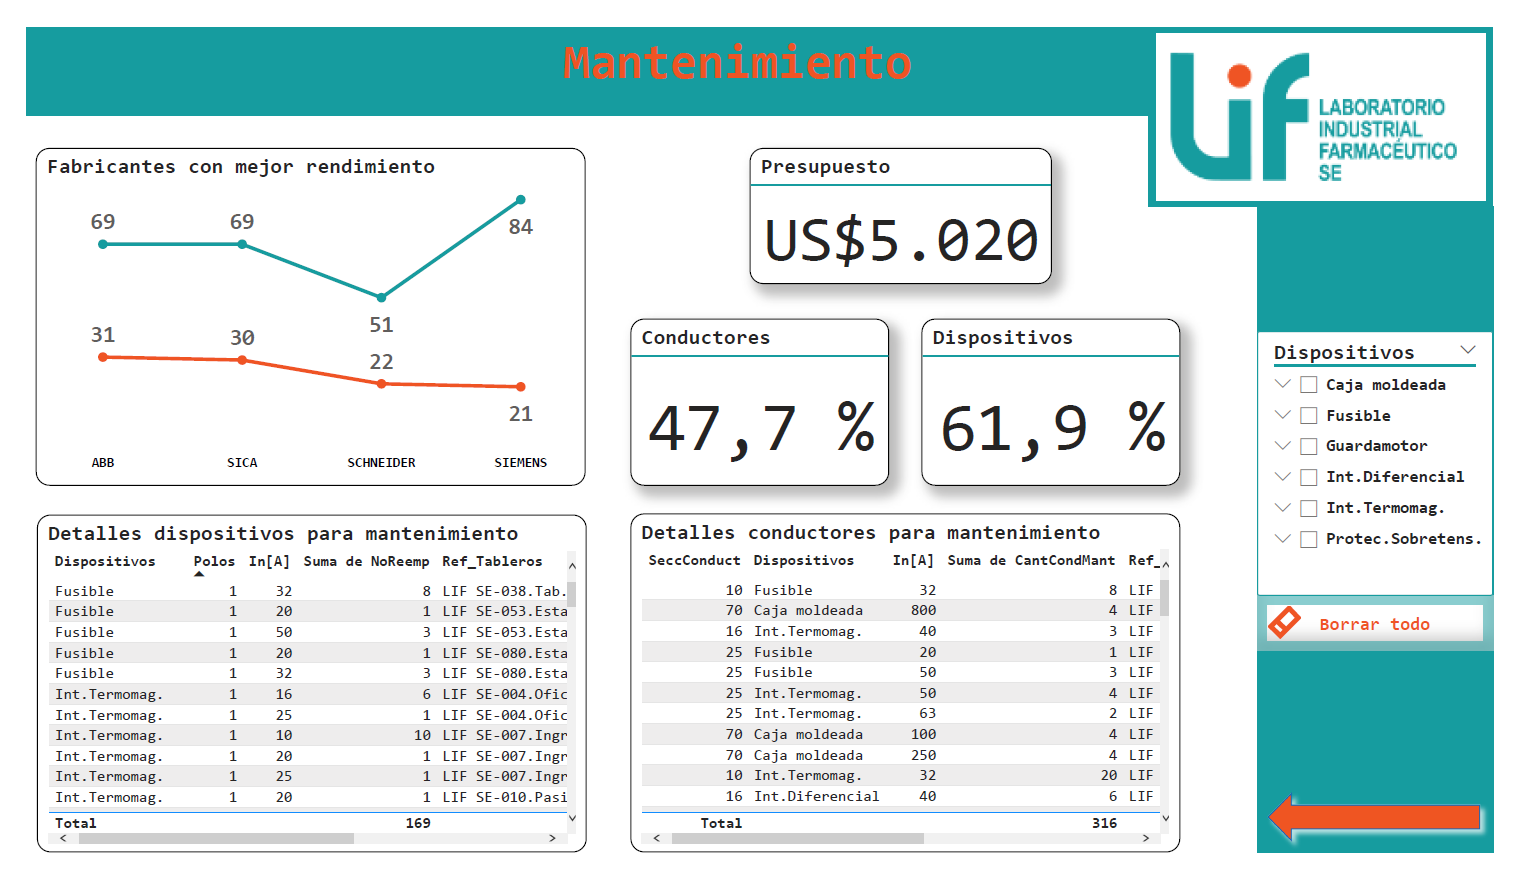 Mantenimiento
LABORATORIO
INDUSTRIAL
FARMACÉUTICO
SE
Fabricantes con mejor rendimiento
69 69 84
51
31 30 22 21
ABB SICA SCHNEIDER SIEMENS
Presupuesto
US$5.020
Conductores
47,7 %
Dispositivos
61,9 %
Detalles dispositivos para mantenimiento
Dispositivos Polos In[A] Suma de NoReemp Ref_Tableros
Fusible 1 32 8 LIF SE-038.Tab.
Fusible 1 20 1 LIF SE-053.Esta
Fusible 1 50 3 LIF SE-053.Esta
Fusible 1 20 1 LIF SE-080.Esta
Fusible 1 32 3 LIF SE-080.Esta
Int.Termomag. 1 16 6 LIF SE-004.Ofic
Int.Termomag. 1 25 1 LIF SE-004.Ofic
Int.Termomag. 1 10 10 LIF SE-007.Ingr
Int.Termomag. 1 20 1 LIF SE-007.Ingr
Int.Termomag. 1 25 1 LIF SE-007.Ingr
Int.Termomag. 1 20 1 LIF SE-010.Pasi
Total 169
Detalles conductores para mantenimiento
SeccConduct Dispositivos In[A] Suma de CantCondMant Ref_
10 Fusible 32 8 LIF
70 Caja moldeada 800 4 LIF
16 Int.Termomag. 40 3 LIF
25 Fusible 20 1 LIF
25 Fusible 50 3 LIF
25 Int.Termomag. 50 4 LIF
25 Int.Termomag. 63 2 LIF
70 Caja moldeada 100 4 LIF
70 Caja moldeada 250 4 LIF
10 Int.Termomag. 32 20 LIF
16 Int.Diferencial 40 6 LIF
Total 316
Dispositivos
Caja moldeada
Fusible
Guardamotor
Int.Diferencial
Int.Termomag.
Protec.Sobretens.
Borrar todo